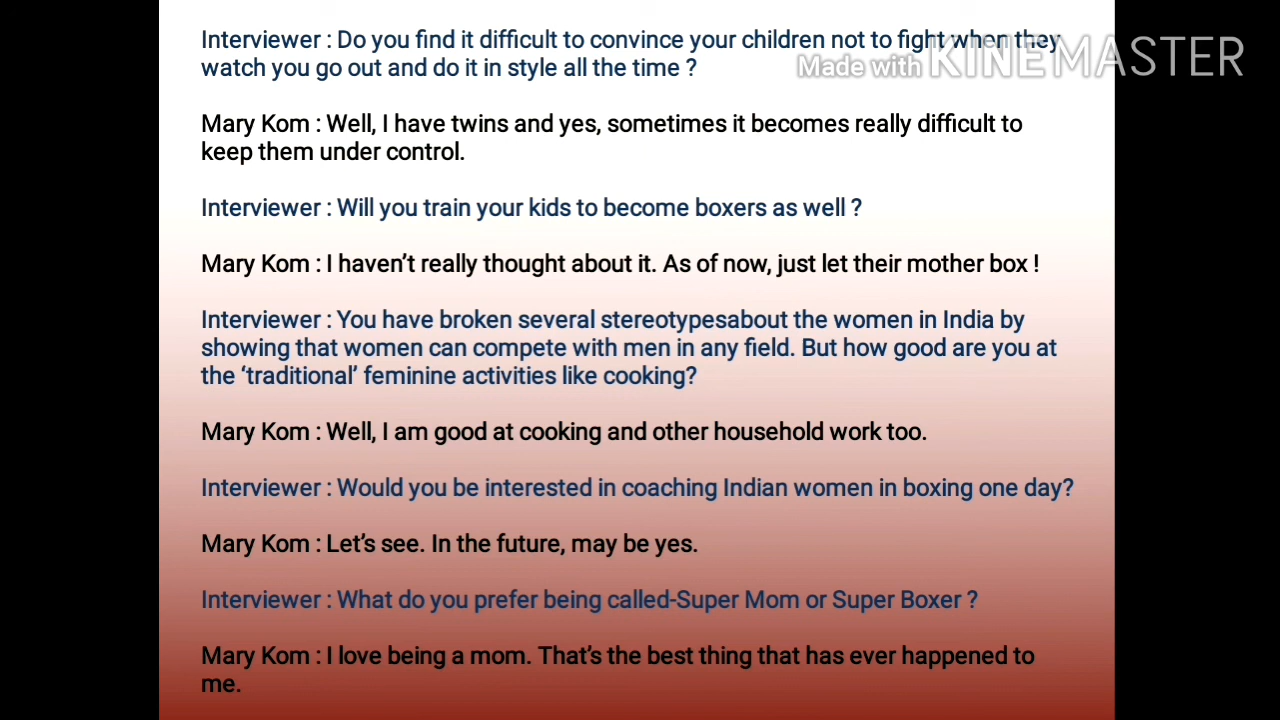 Interviewer : Do you find it difficult to convince your children not to fight when they
watch you go out and do it in style all the time ?
Made with KINEMASTER
Mary Kom : Well, I have twins and yes, sometimes it becomes really difficult to
keep them under control.
Interviewer : Will you train your kids to become boxers as well ?
Mary Kom : I haven't really thought about it. As of now, just let their mother box !
Interviewer : You have broken several stereotypesabout the women in India by
showing that women can compete with men in any field. But how good are you at
the ‘traditional’ feminine activities like cooking?
Mary Kom : Well, I am good at cooking and other household work too.
Interviewer : Would you be interested in coaching Indian women in boxing one day?
Mary Kom : Let’s see. In the future, may be yes.
Interviewer : What do you prefer being called-Super Mom or Super Boxer ?
Mary Kom : I love being a mom. That’s the best thing that has ever happened to
me.